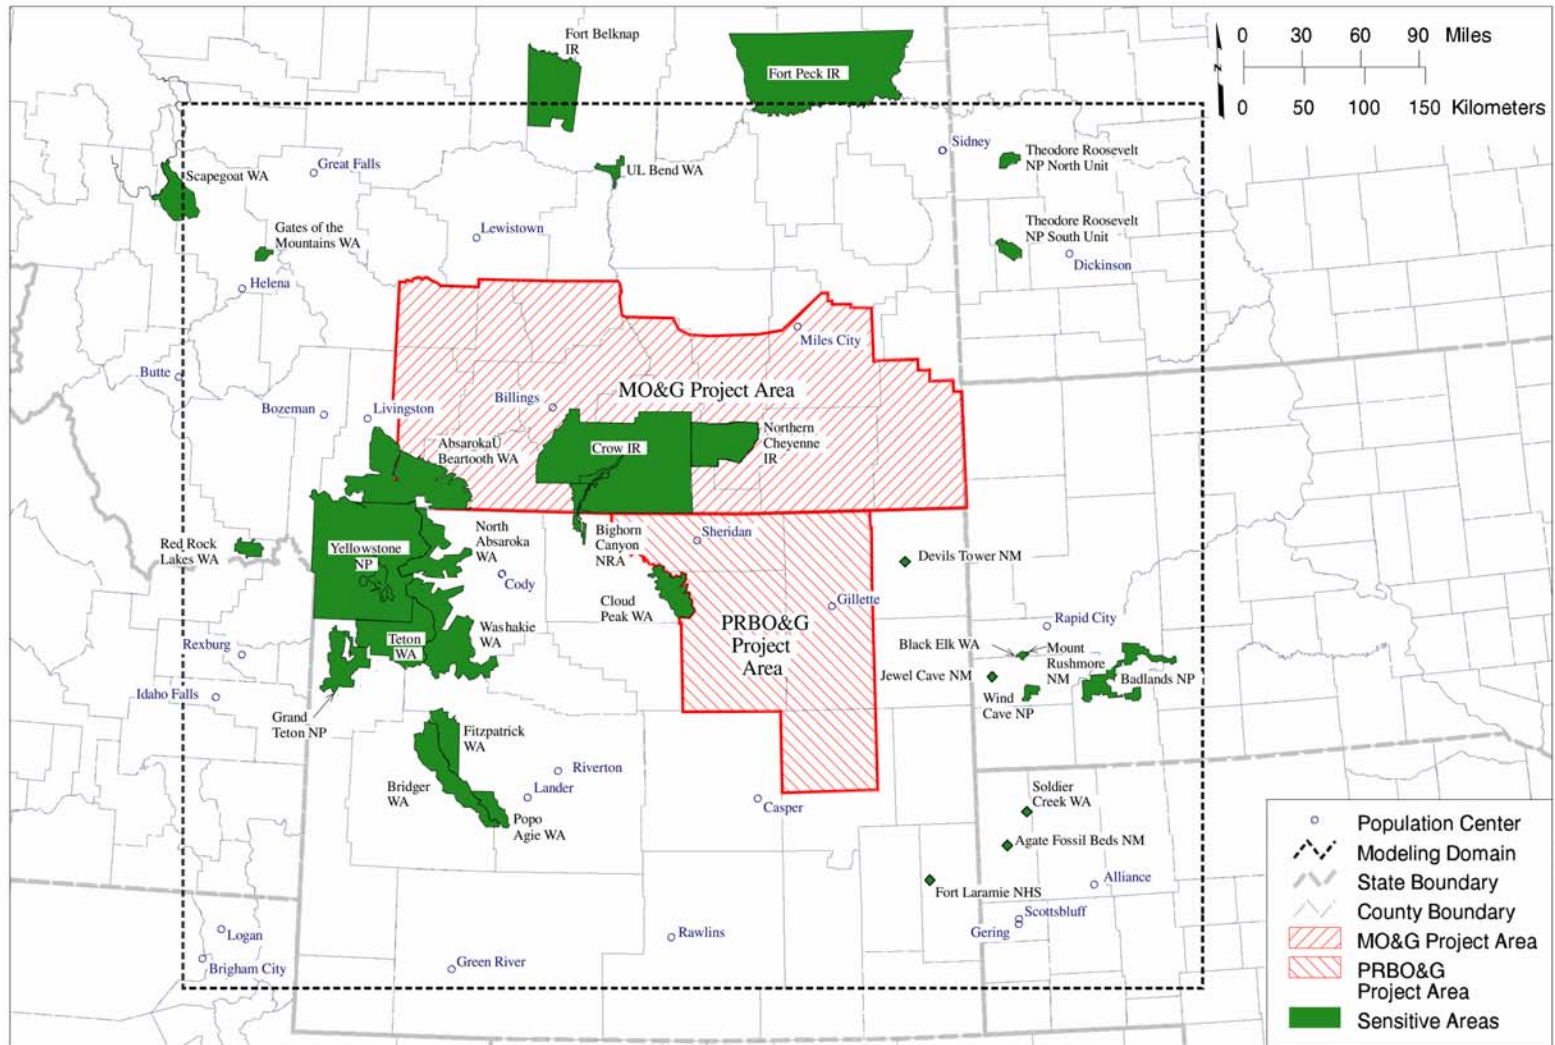 Fort Belknap
IR
Fort Peck IR
0 30 60 90 Miles
N
0 50 100 150 Kilometers
Sidney
Theodore Roosevelt
NP North Unit
Great Falls
Scapegoat WA
UL Bend WA
Gates of the
Mountains WA
Lewistown
Theodore Roosevelt
NP South Unit
Dickinson
Helena
Miles City
Butte
MO&G Project Area
Billings
Bozeman
Livingston
AbsarokaÜ
Beartooth WA
Crow IR
Northern
Cheyenne
IR
Red Rock
Lakes WA
Yellowstone
NP
North
Absaroka
WA
Cody
Bighorn
Canyon
NRA
Sheridan
Devils Tower NM
Cloud
Peak WA
Gillette
PRBO&G
Project
Area
Rapid City
Rexburg
Teton
WA
Washakie
WA
Black Elk WA
Mount
Rushmore
NM
Jewel Cave NM
Badlands NP
Wind
Cave NP
Idaho Falls
Grand
Teton NP
Fitzpatrick
WA
Bridger
WA
Riverton
Lander
Popo
Agie WA
Casper
Soldier
Creek WA
Agate Fossil Beds NM
Fort Laramie NHS
Alliance
Scottsbluff
Gering
Logan
Brigham City
Green River
Rawlins
Population Center
Modeling Domain
State Boundary
County Boundary
MO&G Project Area
PRBO&G
Project Area
Sensitive Areas